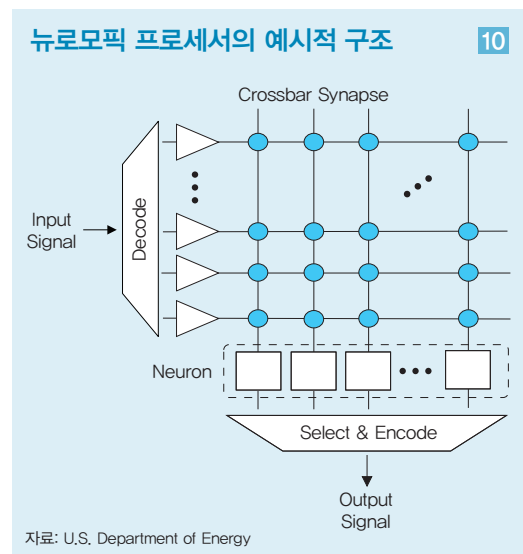 뉴로모픽 프로세서의 예시적 구조 10
Crossbar Synapse
Input
Signal
Decode
Neuron
Select & Encode
Output
Signal
자료: U.S. Department of Energy